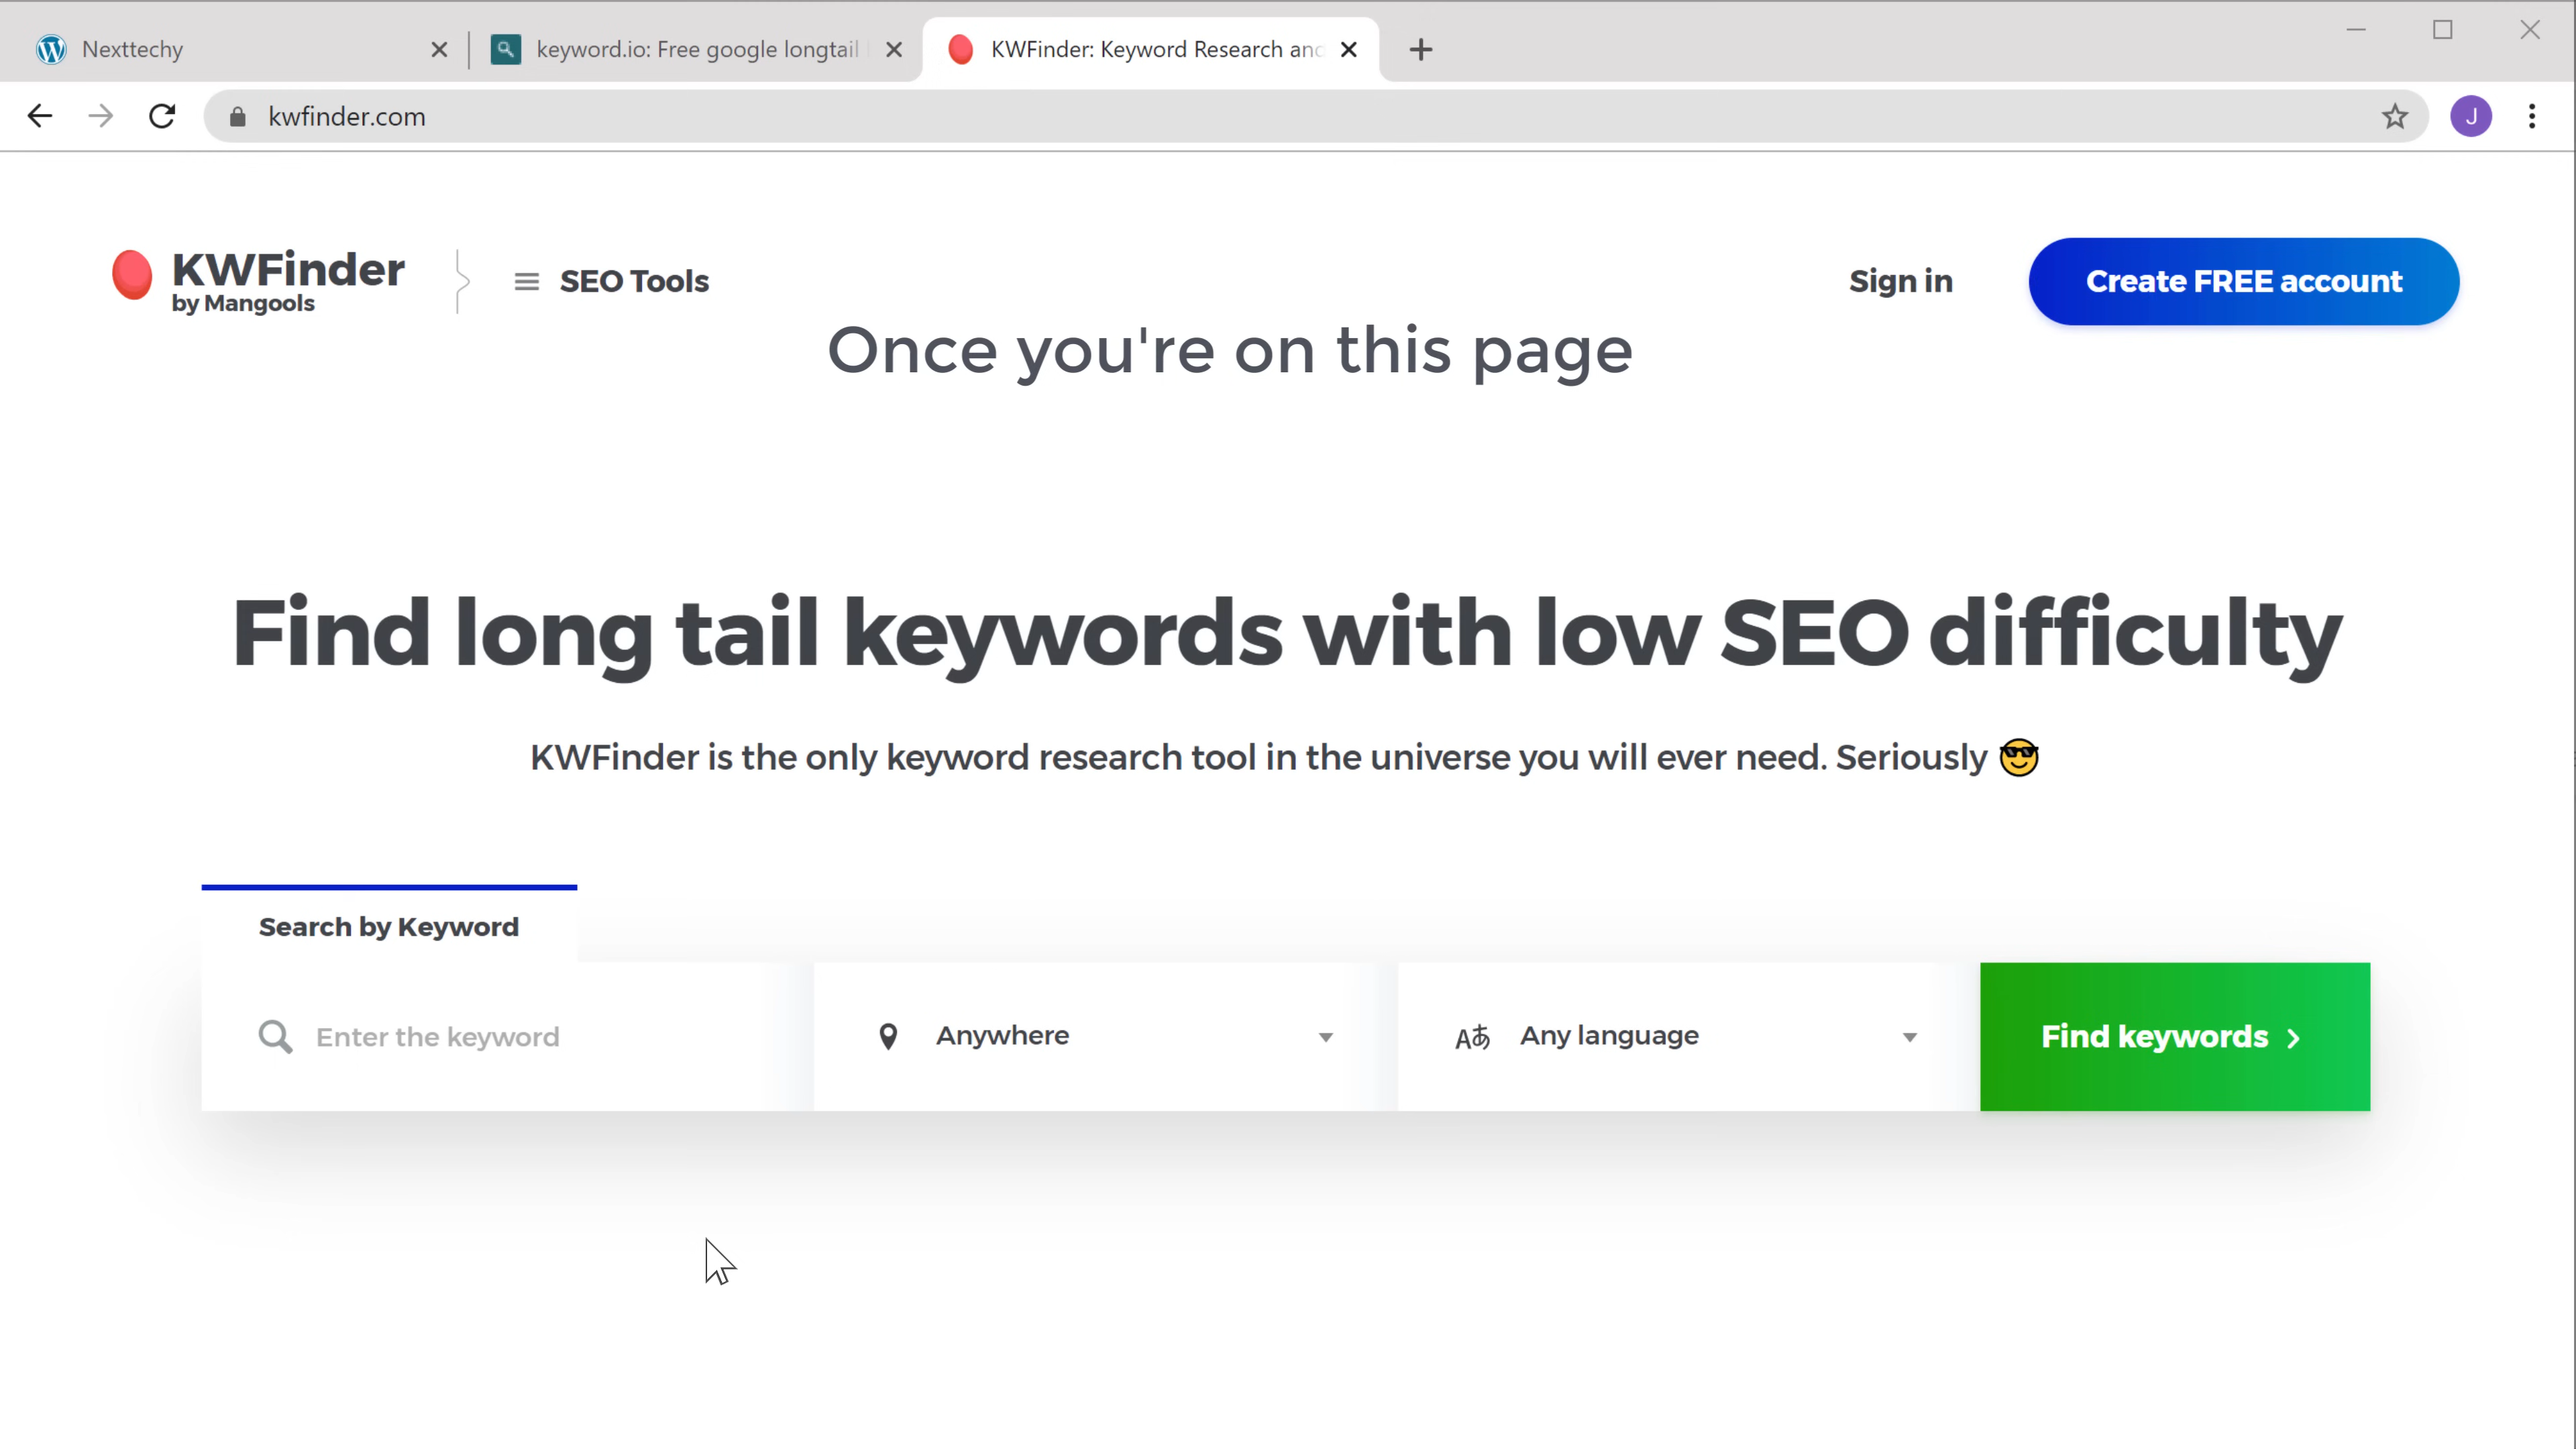 Nexttechy
keyword.io: Free google longtail
KWFinder: Keyword Research and
kwfinder.com
J
KWFinder
by Mangools
SEO Tools
Sign in
Create FREE account
Once you're on this page
Find long tail keywords with low SEO difficulty
KWFinder is the only keyword research tool in the universe you will ever need. Seriously 😎
Search by Keyword
Enter the keyword
Anywhere
Aあ Any language
Find keywords